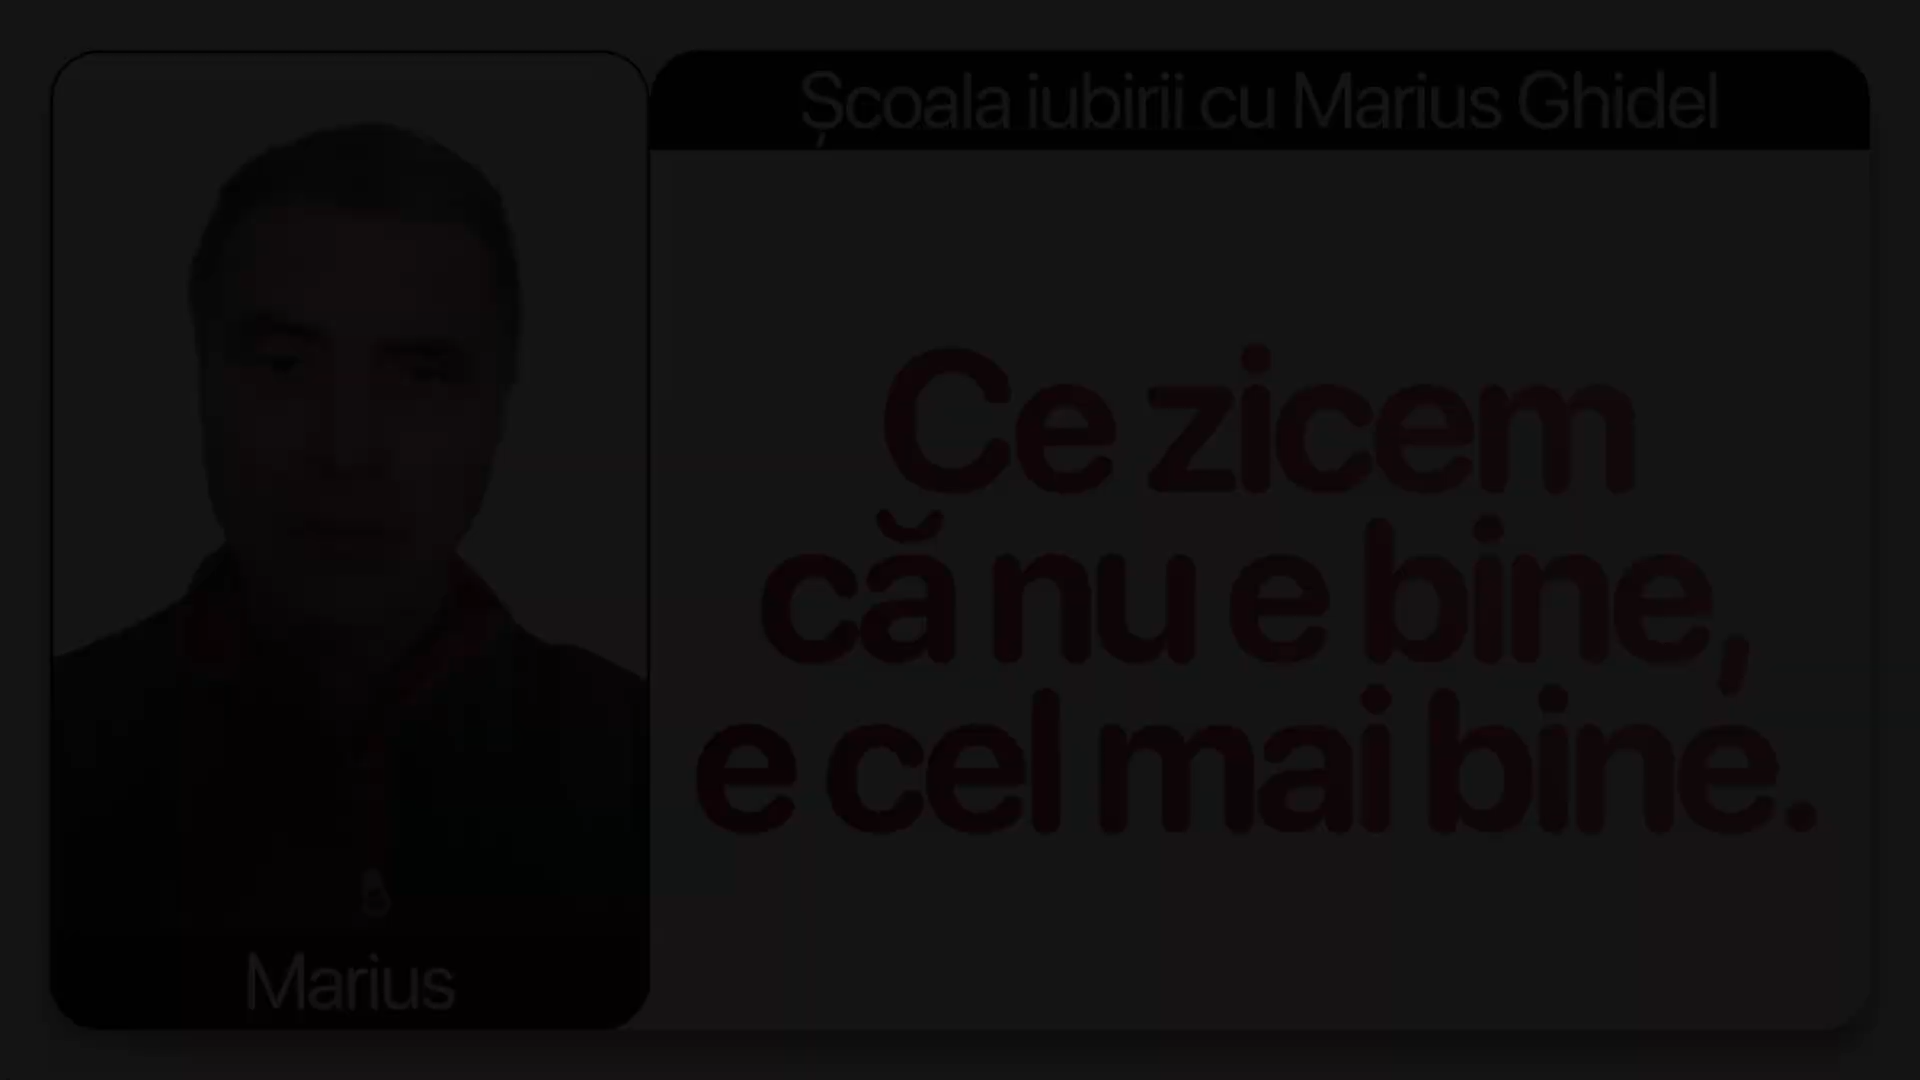 Școala iubirii cu Marius Ghidel
Ce zicem
că nu e bine,
e cel mai bine.
Marius